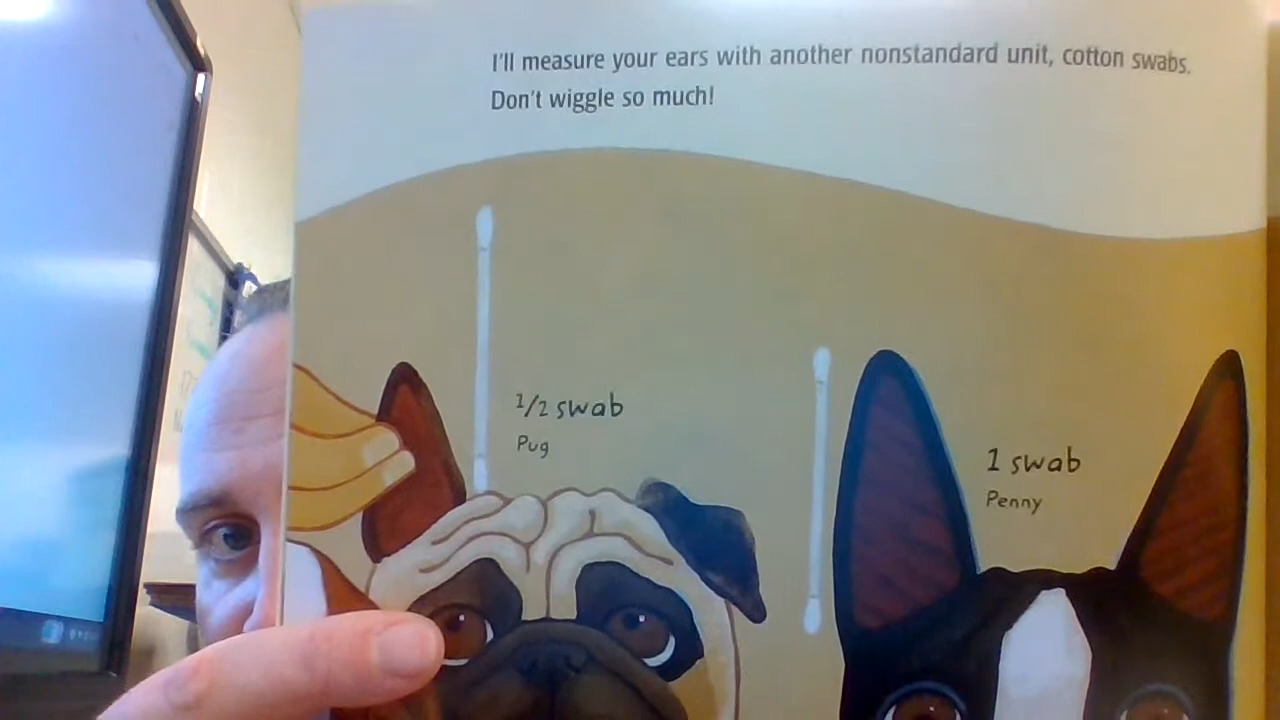 I'll measure your ears with another nonstandard unit, cotton swabs.
Don't wiggle so much!
1/2 swab
Pug
1 swab
Penny